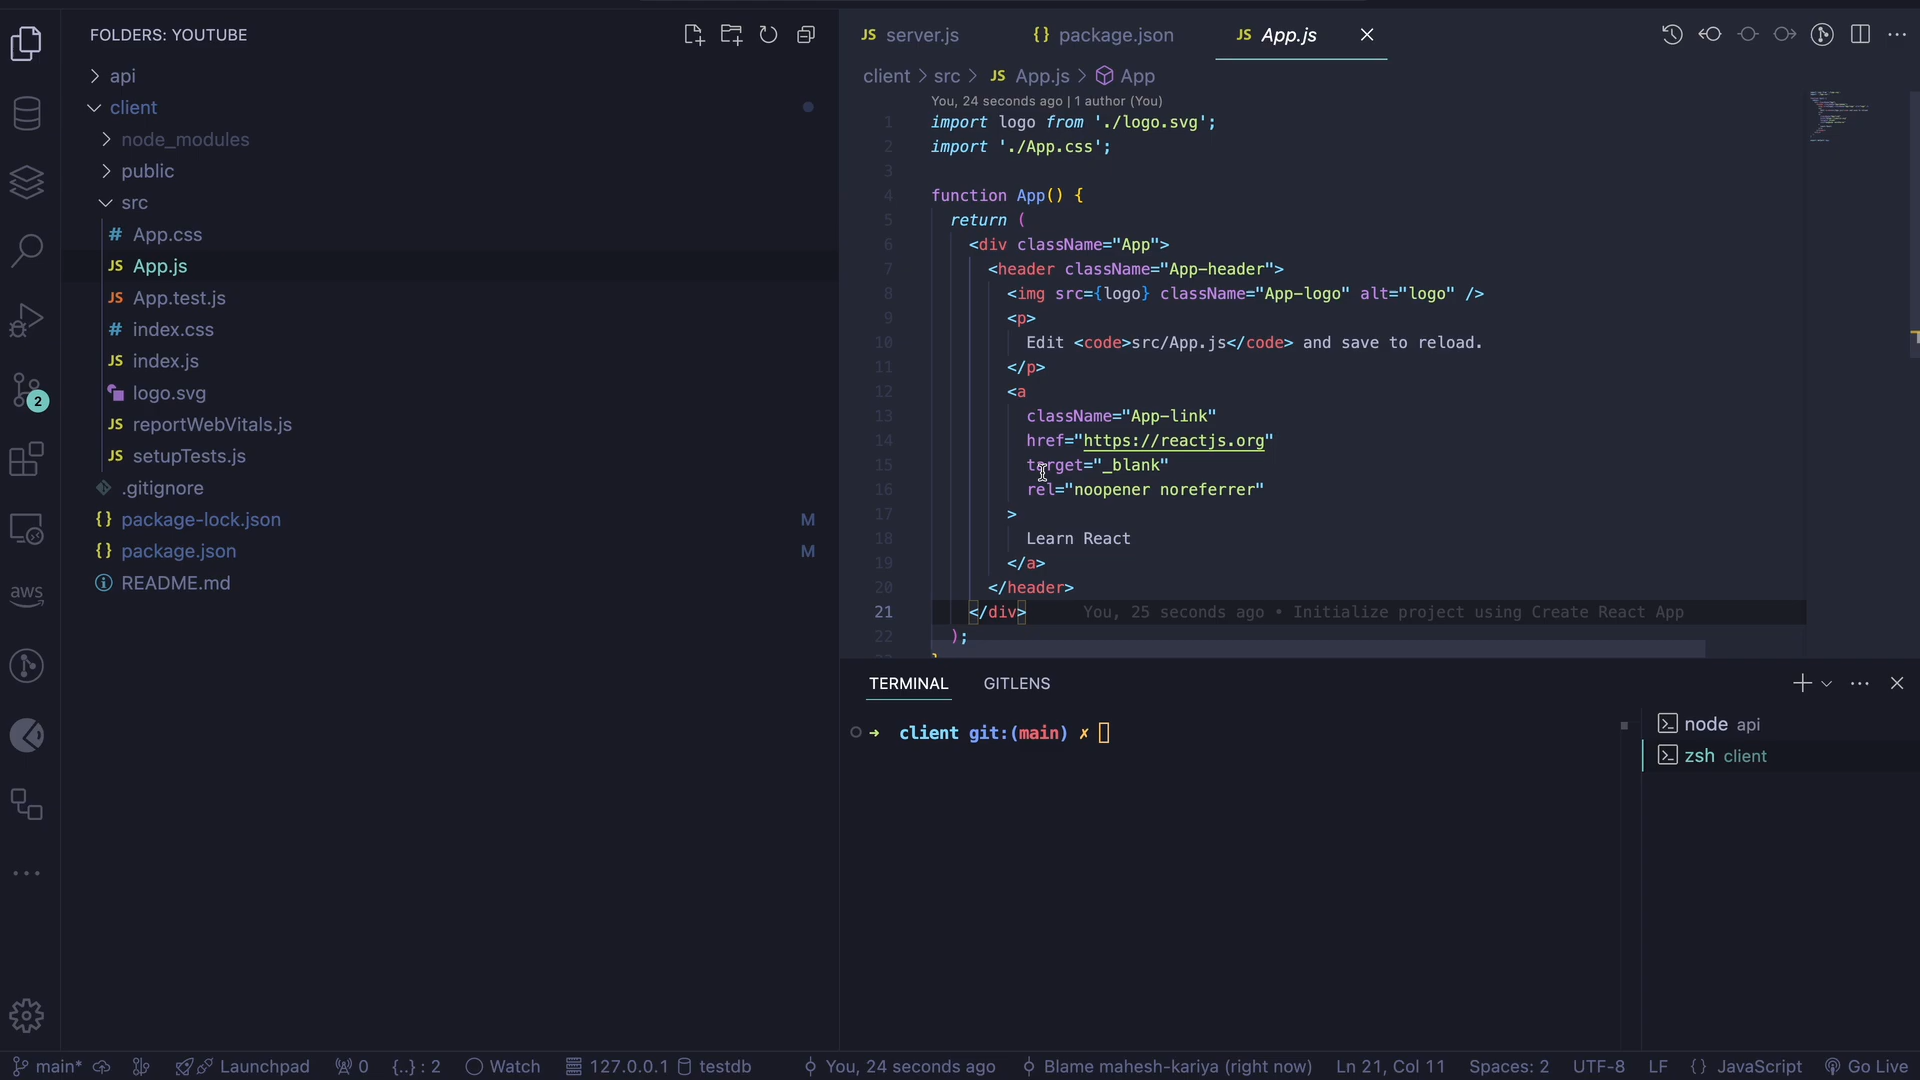 FOLDERS: YOUTUBE
api
client
node_modules
public
src
# App.css
JS App.js
JS App.test.js
# index.css
JS index.js
logo.svg
JS reportWebVitals.js
JS setupTests.js
.gitignore
{} package-lock.json M
{} package.json M
README.md
2
aws
JS server.js {} package.json JS App.js
client > src > JS App.js > App
You, 24 seconds ago | 1 author (You)
1 import logo from './logo.svg';
2 import './App.css';
3
4 function App() {
5 return (
6 <div className="App">
7 <header className="App-header">
8 <img src={logo} className="App-logo" alt="logo" />
9 <p>
10 Edit <code>src/App.js</code> and save to reload.
11 </p>
12 <a
13 className="App-link"
14 href="https://reactjs.org"
15 target="_blank"
16 rel="noopener noreferrer"
17 >
18 Learn React
19 </a>
20 </header>
21 </div> You, 25 seconds ago • Initialize project using Create React App
22 );
TERMINAL GITLENS
→ client git:(main) ✗
node api
zsh client
main* Launchpad 0 {..} : 2 Watch 127.0.0.1 testdb You, 24 seconds ago Blame mahesh-kariya (right now) Ln 21, Col 11 Spaces: 2 UTF-8 LF {} JavaScript Go Live